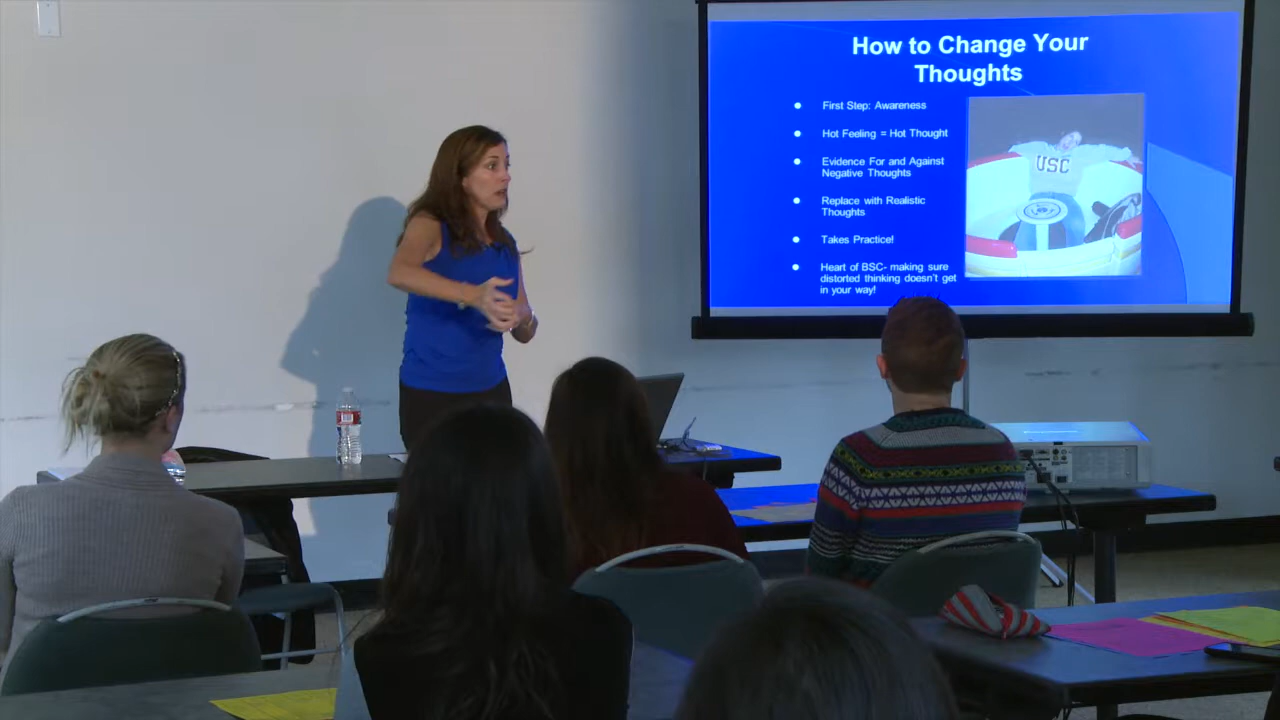 How to Change Your
Thoughts
First Step: Awareness
Hot Feeling = Hot Thought
Evidence For and Against
Negative Thoughts
Replace with Realistic
Thoughts
Takes Practice!
Heart of BSC- making sure
distorted thinking doesn't get
in your way!
USC